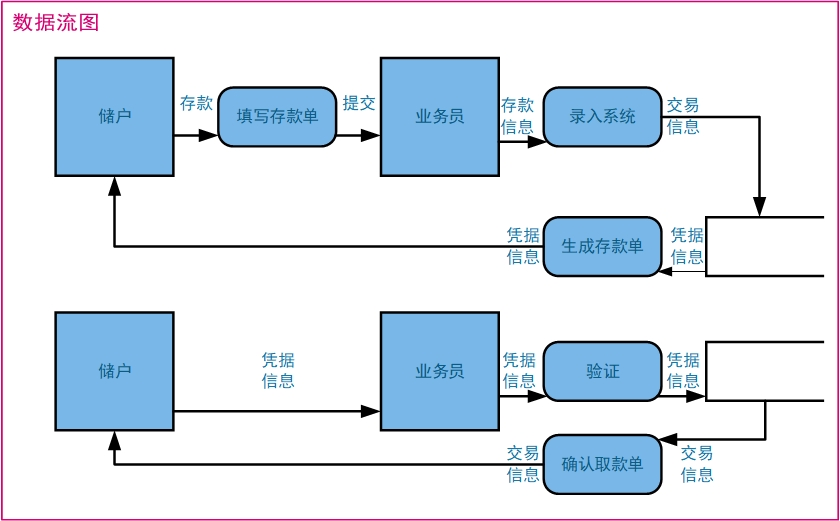 数据流图
储户
存款
填写存款单
提交
业务员
存款
信息
录入系统
交易
信息
凭据
信息
生成存款单
凭据
信息
储户
凭据
信息
业务员
凭据
信息
验证
凭据
信息
交易
信息
确认取款单
交易
信息